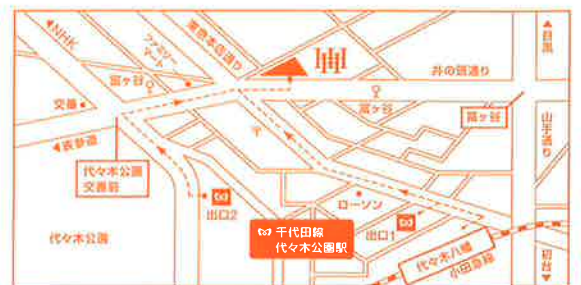 ◀NHK
ファミリー
マート
東急本店通り
富ヶ谷
井の頭通り
▲目黒
交番
富ヶ谷
富ヶ谷
山手通り
◀表参道
〒
代々木公園
交番前
ローソン
出口2
出口1
千代田線
代々木公園駅
代々木公園
代々木八幡
小田急線
初台▼